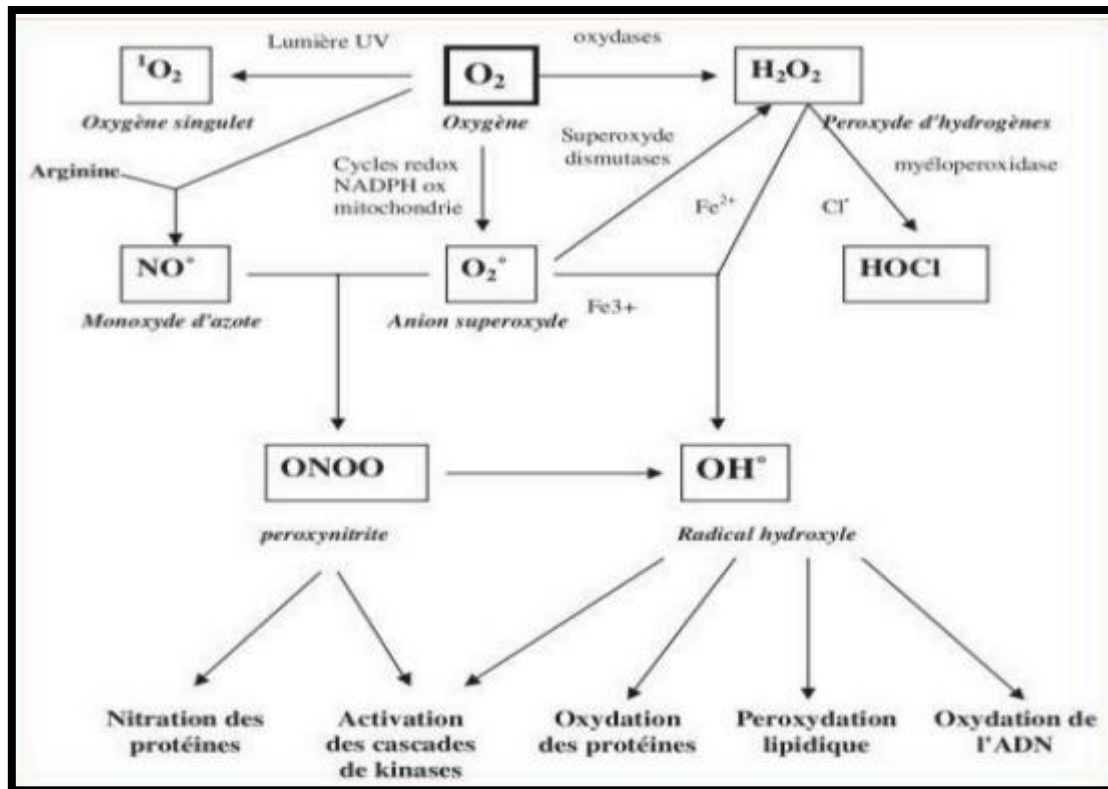 Lumière UV
oxydases
¹O₂
O₂
H₂O₂
Oxygène singulet
Oxygène
Peroxyde d'hydrogènes
Superoxyde
dismutases
Arginine
Cycles redox
NADPH ox
mitochondrie
myéloperoxidase
Fe²⁺
Cl⁻
NO°
O₂°
HOCl
Monoxyde d'azote
Anion superoxyde
Fe3+
ONOO
OH°
peroxynitrite
Radical hydroxyle
Nitration des
protéines
Activation
des cascades
de kinases
Oxydation
des protéines
Peroxydation
lipidique
Oxydation de
l'ADN